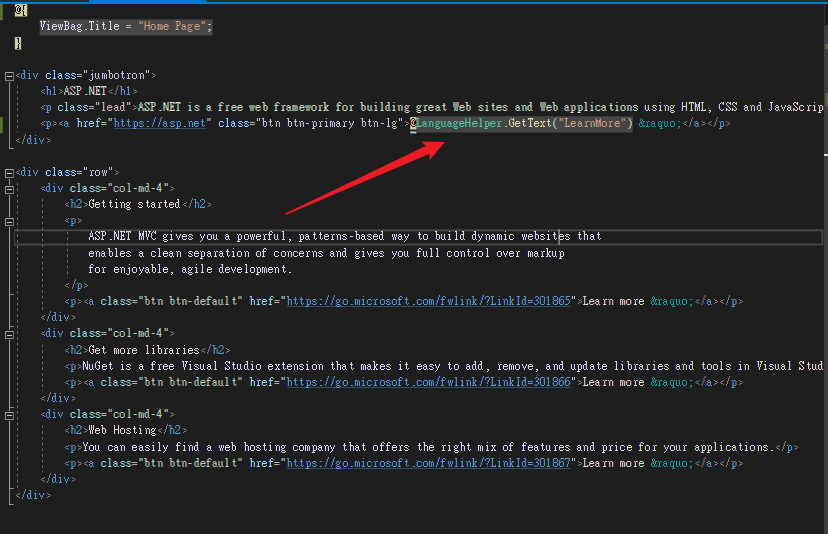 @{
ViewBag.Title = "Home Page";
}
<div class="jumbotron">
<h1>ASP.NET</h1>
<p class="lead">ASP.NET is a free web framework for building great Web sites and Web applications using HTML, CSS and JavaScrip
<p><a href="https://asp.net" class="btn btn-primary btn-lg">@LanguageHelper.GetText("LearnMore") &raquo;</a></p>
</div>
<div class="row">
<div class="col-md-4">
<h2>Getting started</h2>
<p>
ASP.NET MVC gives you a powerful, patterns-based way to build dynamic websites that
enables a clean separation of concerns and gives you full control over markup
for enjoyable, agile development.
</p>
<p><a class="btn btn-default" href="https://go.microsoft.com/fwlink/?LinkId=301865">Learn more &raquo;</a></p>
</div>
<div class="col-md-4">
<h2>Get more libraries</h2>
<p>NuGet is a free Visual Studio extension that makes it easy to add, remove, and update libraries and tools in Visual Stud
<p><a class="btn btn-default" href="https://go.microsoft.com/fwlink/?LinkId=301866">Learn more &raquo;</a></p>
</div>
<div class="col-md-4">
<h2>Web Hosting</h2>
<p>You can easily find a web hosting company that offers the right mix of features and price for your applications.</p>
<p><a class="btn btn-default" href="https://go.microsoft.com/fwlink/?LinkId=301867">Learn more &raquo;</a></p>
</div>
</div>